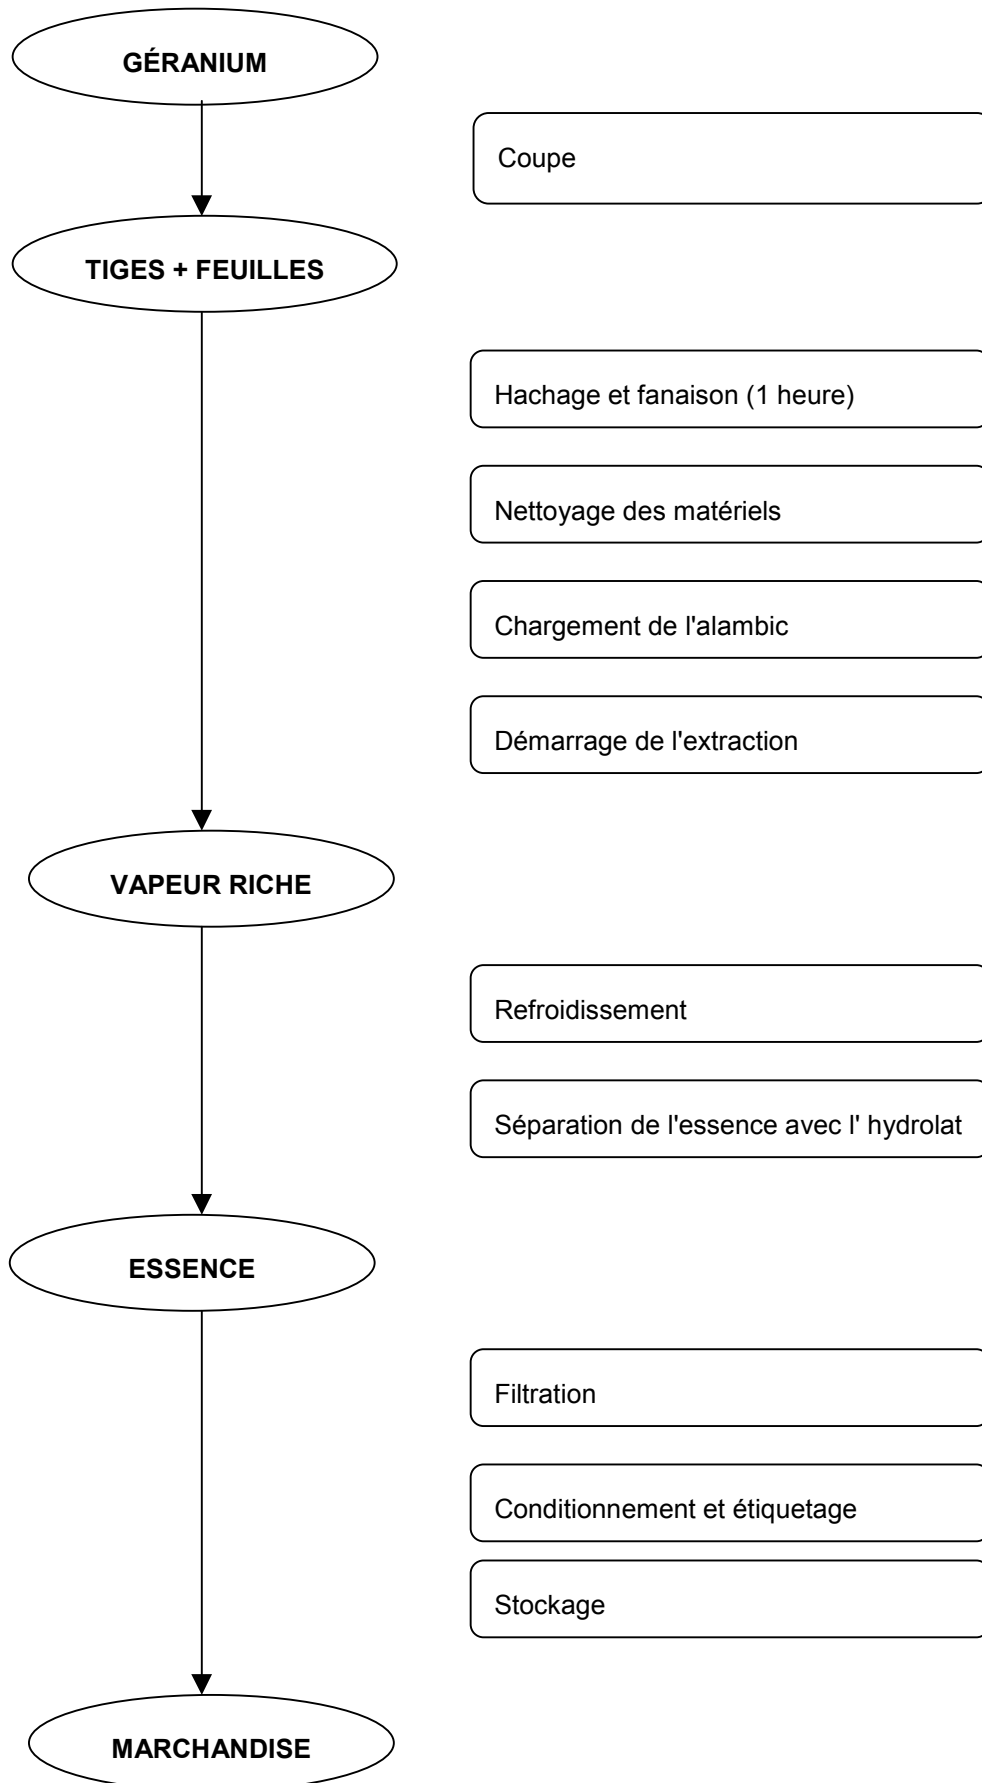 GÉRANIUM
Coupe
TIGES + FEUILLES
Hachage et fanaison (1 heure)
Nettoyage des matériels
Chargement de l'alambic
Démarrage de l'extraction
VAPEUR RICHE
Refroidissement
Séparation de l'essence avec l' hydrolat
ESSENCE
Filtration
Conditionnement et étiquetage
Stockage
MARCHANDISE